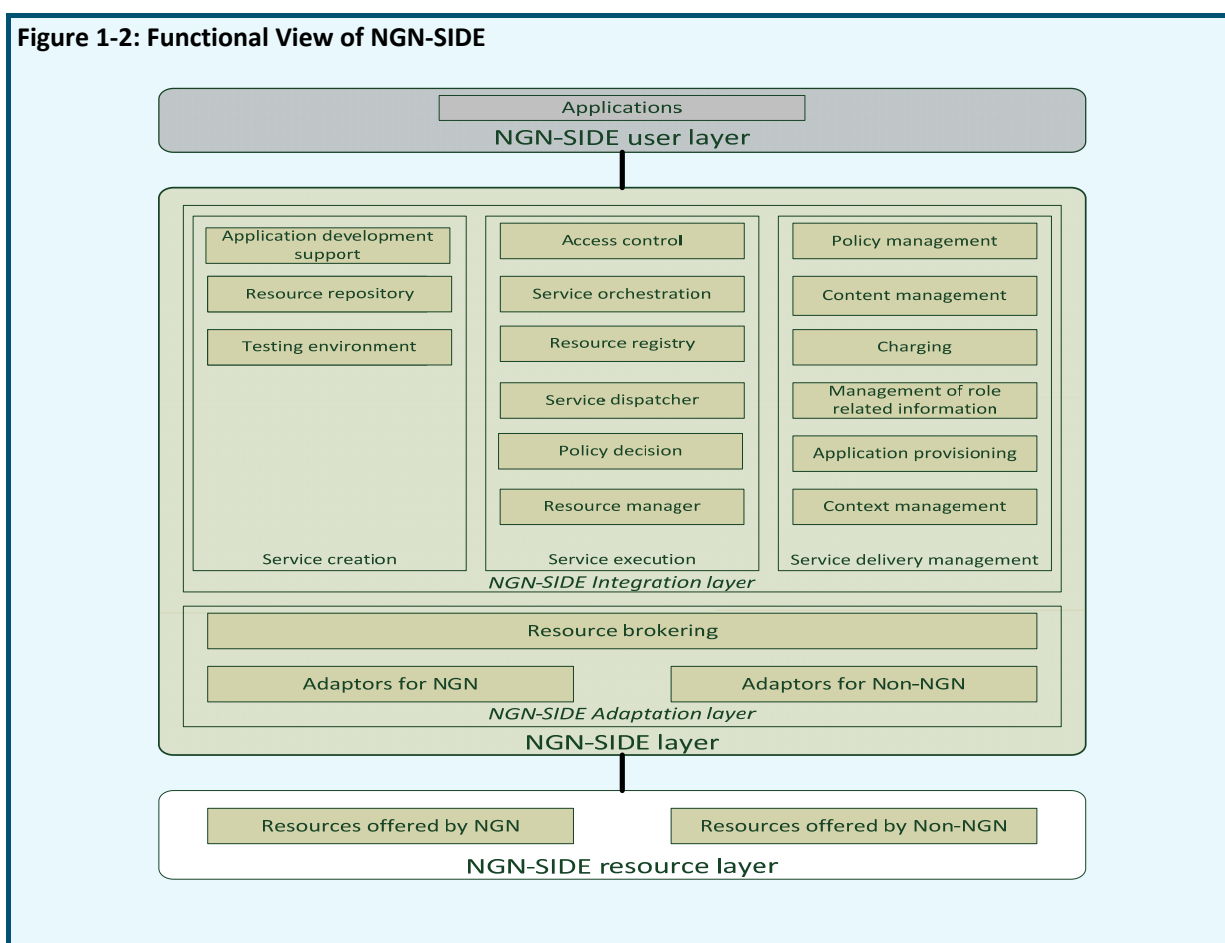 Figure 1-2: Functional View of NGN-SIDE
Applications
NGN-SIDE user layer
Application development
support
Resource repository
Testing environment
Service creation
Access control
Service orchestration
Resource registry
Service dispatcher
Policy decision
Resource manager
Service execution
Policy management
Content management
Charging
Management of role
related information
Application provisioning
Context management
Service delivery management
NGN-SIDE Integration layer
Resource brokering
Adaptors for NGN
Adaptors for Non-NGN
NGN-SIDE Adaptation layer
NGN-SIDE layer
Resources offered by NGN
Resources offered by Non-NGN
NGN-SIDE resource layer